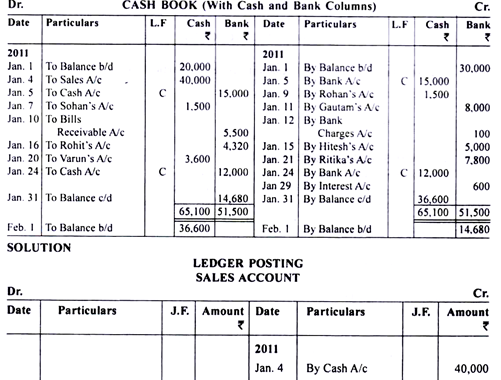 Dr. CASH BOOK (With Cash and Bank Columns) Cr.
Date Particulars L.F Cash ₹ Bank ₹ Date Particulars L.F Cash ₹ Bank ₹
2011 2011
Jan. 1 To Balance b/d 20,000 Jan. 1 By Balance b/d 30,000
Jan. 4 To Sales A/c 40,000 Jan. 5 By Bank A/c C 15,000
Jan. 5 To Cash A/c C 15,000 Jan. 9 By Rohan's A/c 1,500
Jan. 7 To Sohan's A/c 1,500 Jan. 11 By Gautam's A/c 8,000
Jan. 10 To Bills Jan. 12 By Bank
Receivable A/c 5,500 Charges A/c 100
Jan. 16 To Rohit's A/c 4,320 Jan. 15 By Hitesh's A/c 5,000
Jan. 20 To Varun's A/c 3,600 Jan. 21 By Ritika's A/c 7,800
Jan. 24 To Cash A/c C 12,000 Jan. 24 By Bank A/c C 12,000
Jan 29 By Interest A/c 600
Jan. 31 To Balance c/d 14,680 Jan. 31 By Balance c/d 36,600
65,100 51,500 65,100 51,500
Feb. 1 To Balance b/d 36,600 Feb. 1 By Balance b/d 14,680
SOLUTION
LEDGER POSTING
SALES ACCOUNT
Dr. Cr.
Date Particulars J.F. Amount ₹ Date Particulars J.F. Amount ₹
2011
Jan. 4 By Cash A/c 40,000